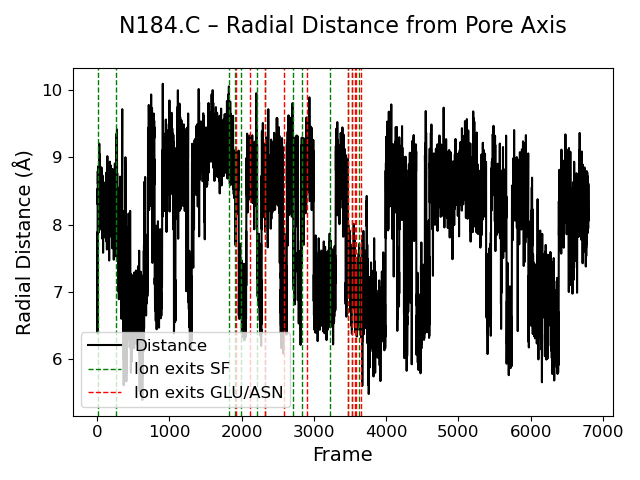 N184.C – Radial Distance from Pore Axis
Radial Distance (Å)
10
9
8
7
6
Distance
Ion exits SF
Ion exits GLU/ASN
0
1000
2000
3000
4000
5000
6000
7000
Frame